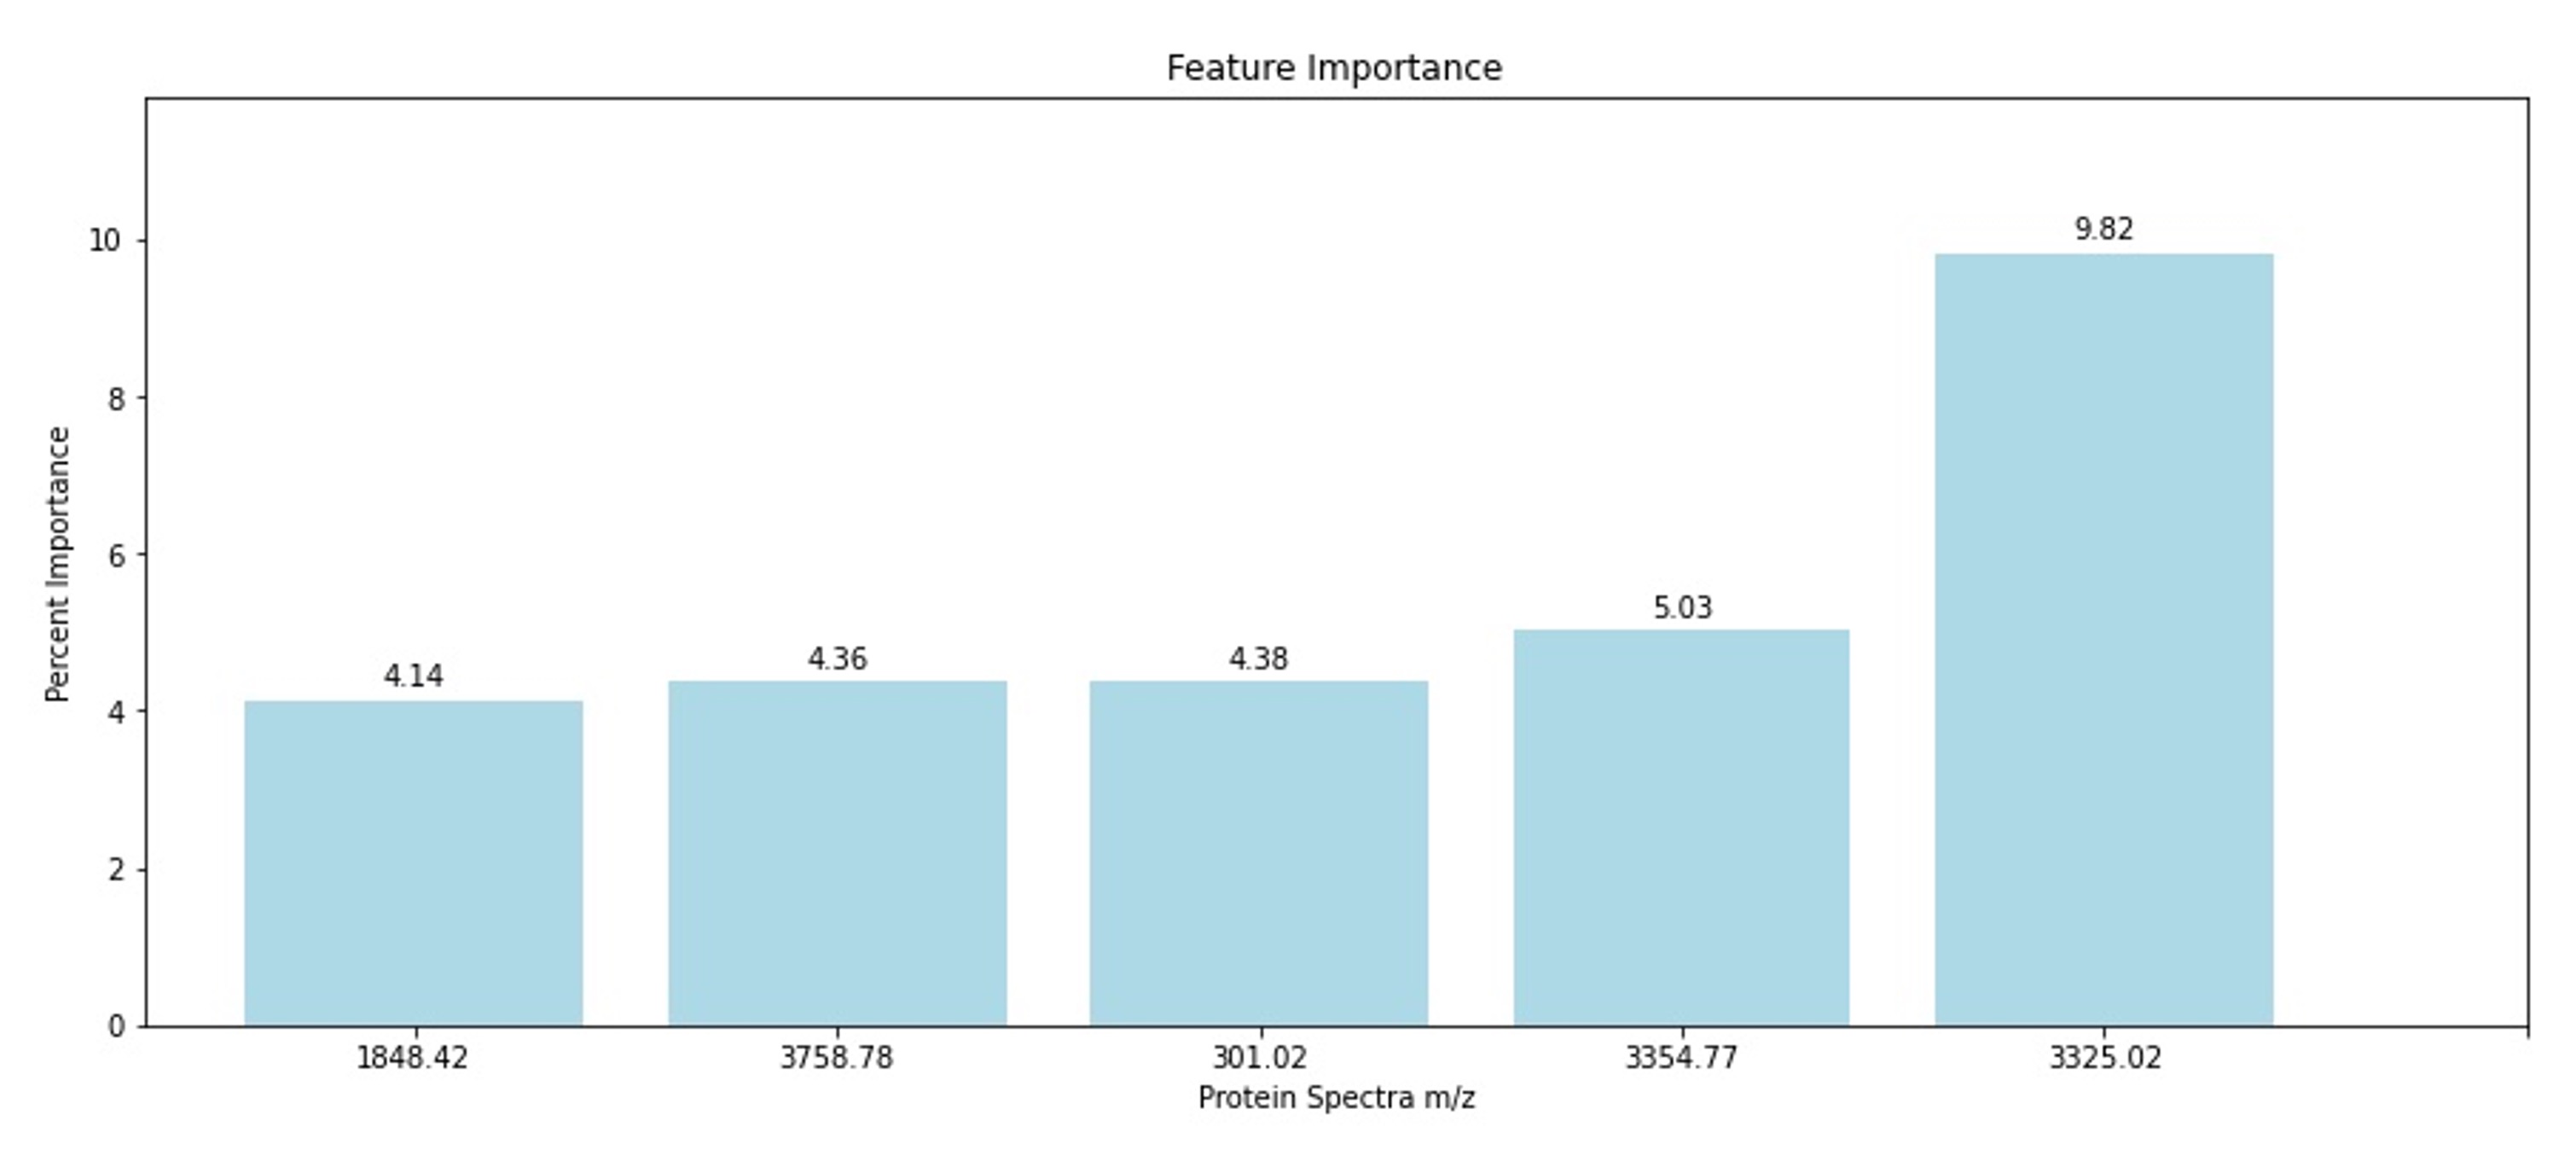 Feature Importance
10
8
6
4
2
0
Percent Importance
4.14
4.36
4.38
5.03
9.82
1848.42 3758.78 301.02 3354.77 3325.02
Protein Spectra m/z